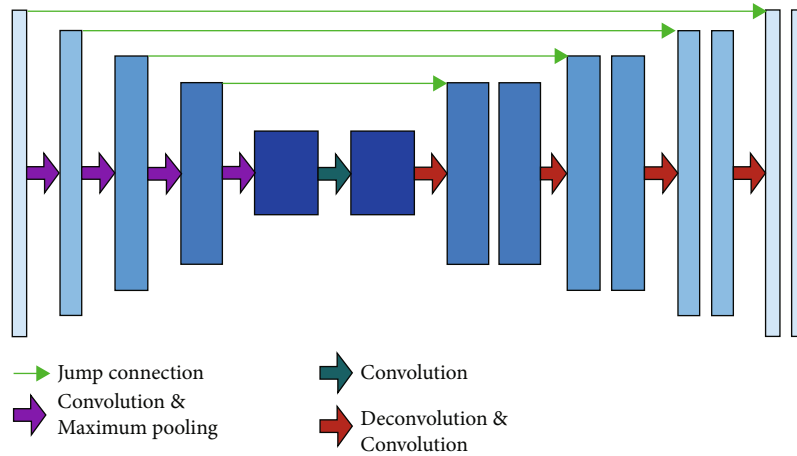 Jump connection
Convolution &
Maximum pooling
Convolution
Deconvolution &
Convolution